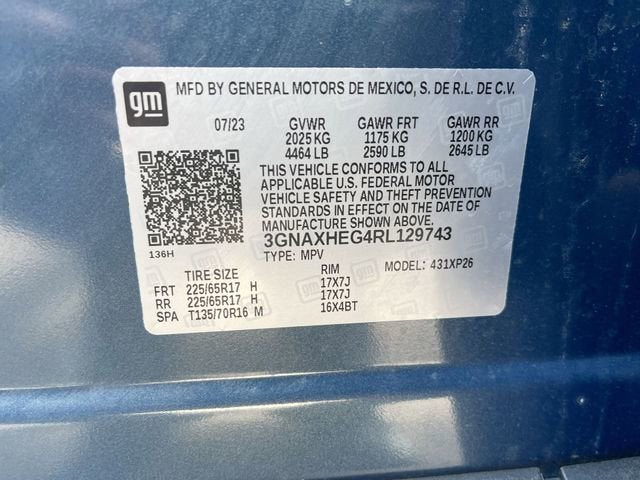 gm
MFD BY GENERAL MOTORS DE MEXICO, S. DE R.L. DE C.V.
07/23 GVWR GAWR FRT GAWR RR
2025 KG 1175 KG 1200 KG
4464 LB 2590 LB 2645 LB
THIS VEHICLE CONFORMS TO ALL
APPLICABLE U.S. FEDERAL MOTOR
VEHICLE SAFETY AND THEFT PREVENTION
STANDARDS IN EFFECT ON THE DATE OF
MANUFACTURE SHOWN ABOVE.
136H
3GNAXHEG4RL129743
TYPE: MPV MODEL: 431XP26
TIRE SIZE RIM
FRT 225/65R17 H 17X7J
RR 225/65R17 H 17X7J
SPA T135/70R16 M 16X4BT